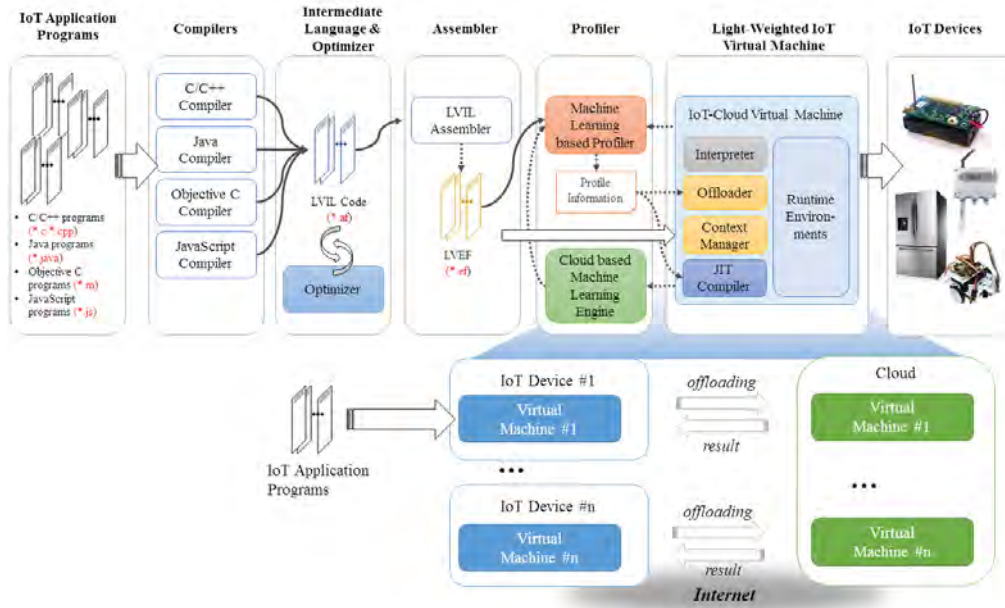 IoT Application
Programs
Compilers
Intermediate
Language &
Optimizer
Assembler
Profiler
Light-Weighted IoT
Virtual Machine
IoT Devices
C/C++
Compiler
Java
Compiler
Objective C
Compiler
JavaScript
Compiler
• C/C++ programs
(*.c *.cpp)
• Java programs
(*.java)
• Objective C
programs (*.m)
• JavaScript
programs (*.js)
LVIL Code
(*.af)
Optimizer
LVIL
Assembler
LVEF
(*.ef)
Machine
Learning
based Profiler
Profile
Information
Cloud based
Machine
Learning
Engine
IoT-Cloud Virtual Machine
Interpreter
Offloader
Context
Manager
JIT
Compiler
Runtime
Environ-
ments
IoT Application
Programs
IoT Device #1
Virtual
Machine #1
...
IoT Device #n
Virtual
Machine #n
offloading
result
offloading
result
Internet
Cloud
Virtual
Machine #1
...
Virtual
Machine #n